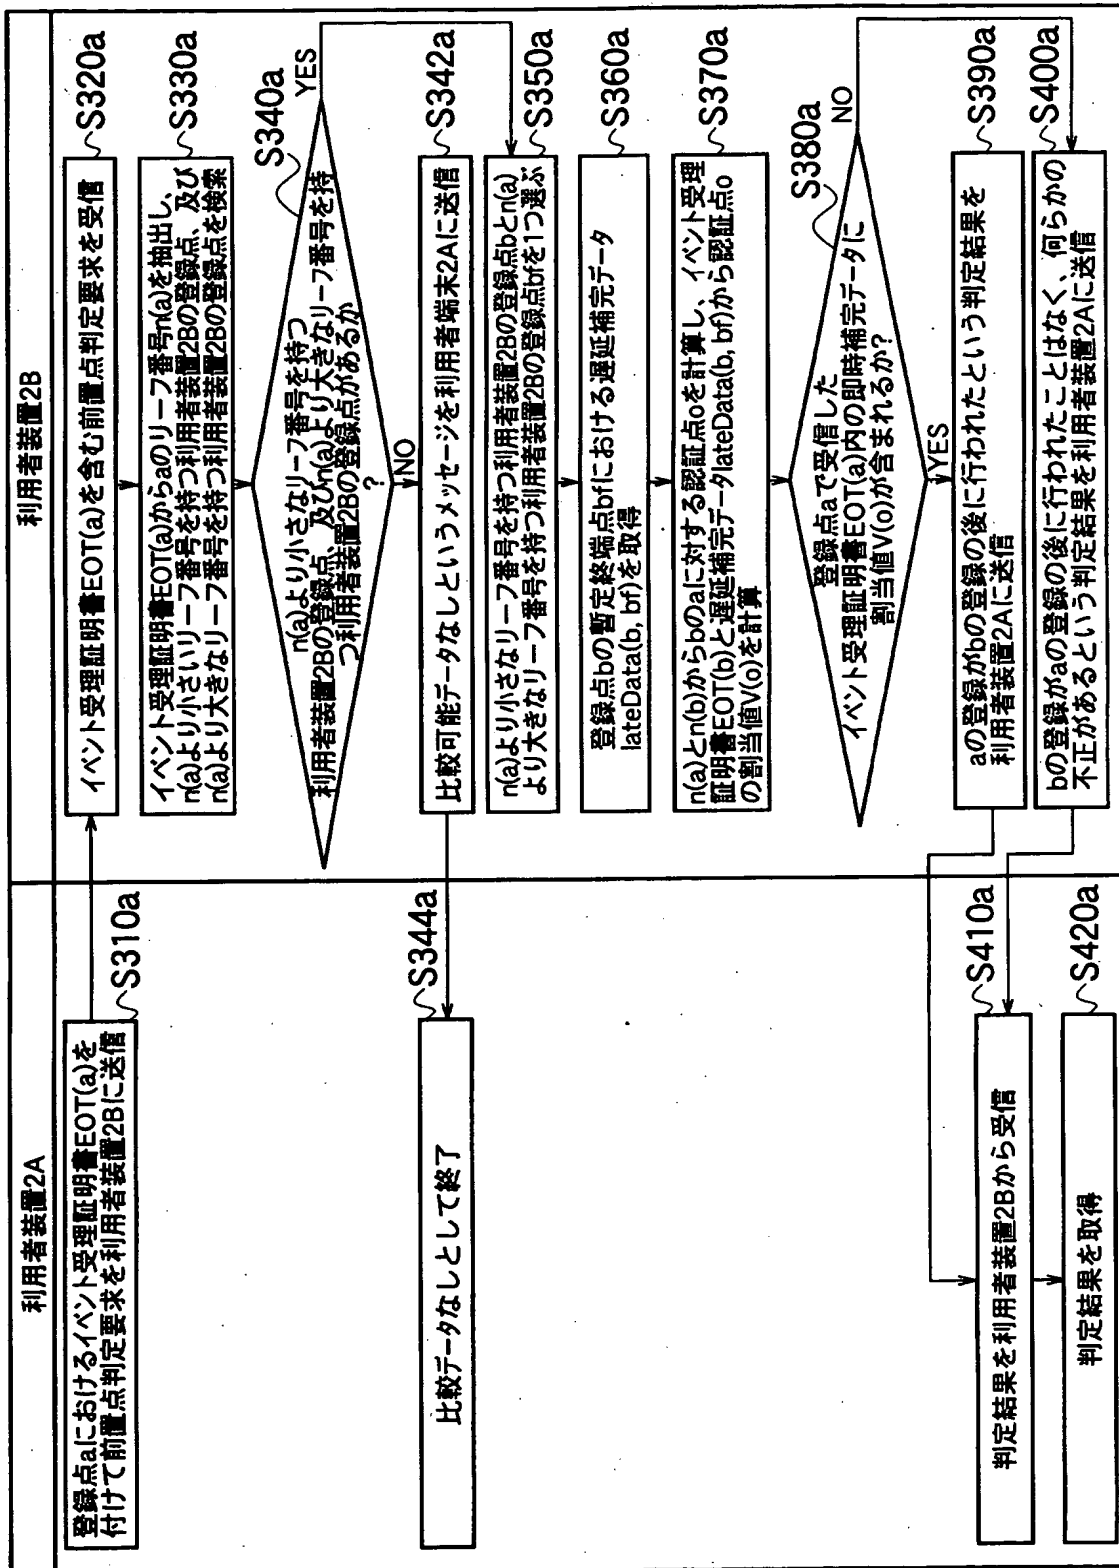 利用者装置2A
利用者装置2B
登録点aにおけるイベント受理証明書EOT(a)を
付けて前置点判定要求を利用者装置2Bに送信
S310a
イベント受理証明書EOT(a)を含む前置点判定要求を受信
S320a
イベント受理証明書EOT(a)からaのリーフ番号n(a)を抽出し、
n(a)より小さいリーフ番号を持つ利用者装置2Bの登録点、及び
n(a)より大きなリーフ番号を持つ利用者装置2Bの登録点を検索
S330a
n(a)より小さなリーフ番号を持つ
利用者装置2Bの登録点、及びn(a)より大きなリーフ番号を持
つ利用者装置2Bの登録点があるか
?
S340a
YES
NO
比較可能データなしというメッセージを利用者端末2Aに送信
S342a
比較データなしとして終了
S344a
n(a)より小さなリーフ番号を持つ利用者装置2Bの登録点bとn(a)
より大きなリーフ番号を持つ利用者装置2Bの登録点bfを1つ選ぶ
S350a
登録点bの暫定終端点bfにおける遅延補完データ
lateData(b, bf)を取得
S360a
n(a)とn(b)からbのaに対する認証点oを計算し、イベント受理
証明書EOT(b)と遅延補完データlateData(b, bf)から認証点o
の割当値V(o)を計算
S370a
登録点aで受信した
イベント受理証明書EOT(a)内の即時補完データに
割当値V(o)が含まれるか?
S380a
NO
YES
aの登録がbの登録の後に行われたという判定結果を
利用者装置2Aに送信
S390a
bの登録がaの登録の後に行われたことはなく、何らかの
不正があるという判定結果を利用者装置2Aに送信
S400a
判定結果を利用者装置2Bから受信
S410a
判定結果を取得
S420a